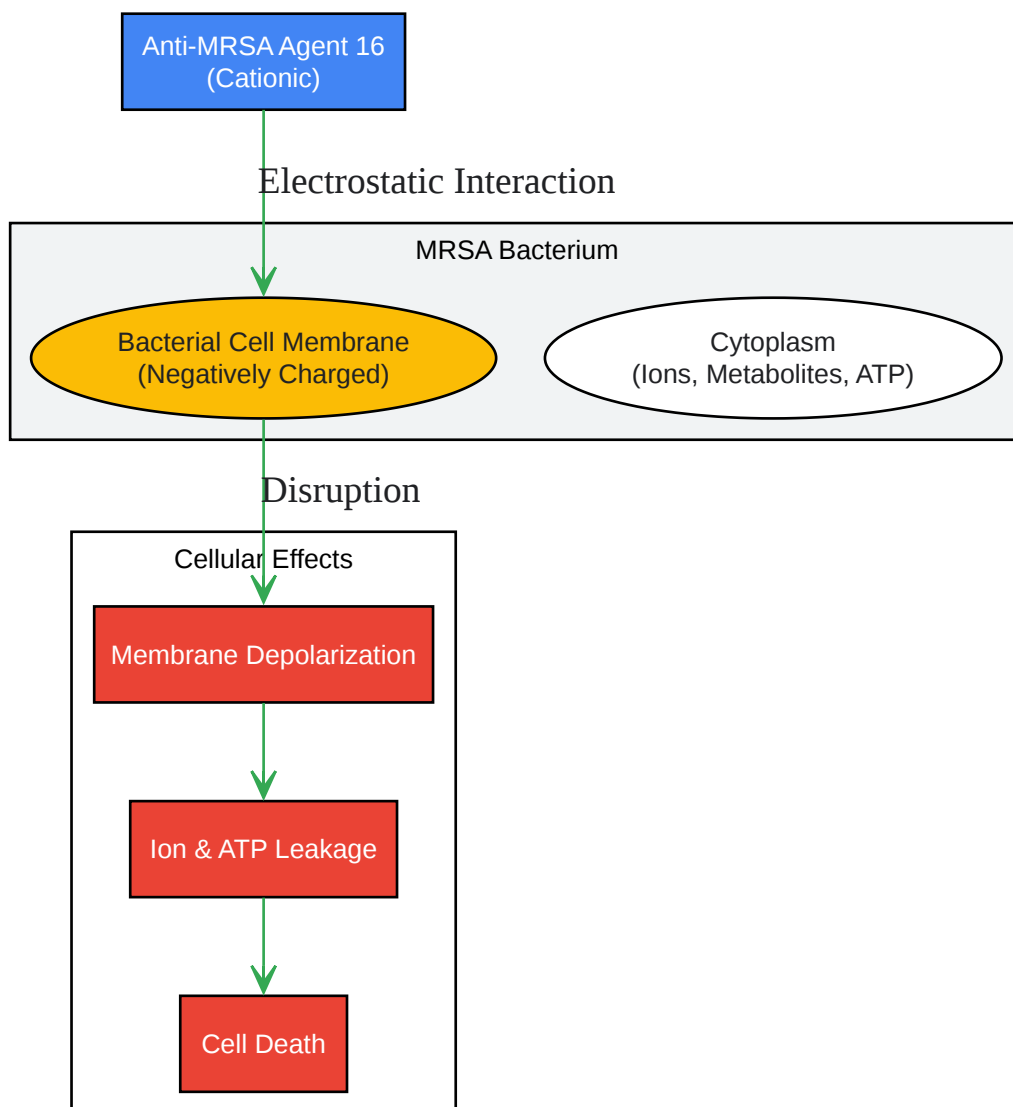 Anti-MRSA Agent 16
(Cationic)
Electrostatic Interaction
MRSA Bacterium
Bacterial Cell Membrane
(Negatively Charged)
Cytoplasm
(Ions, Metabolites, ATP)
Disruption
Cellular Effects
Membrane Depolarization
Ion & ATP Leakage
Cell Death